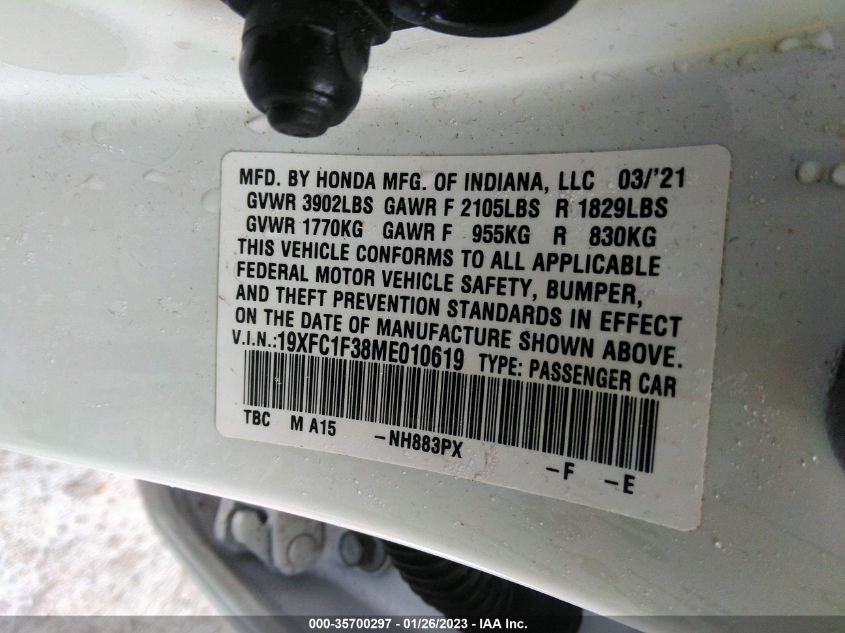 MFD. BY HONDA MFG. OF INDIANA, LLC 03/'21
GVWR 3902LBS GAWR F 2105LBS R 1829LBS
GVWR 1770KG GAWR F 955KG R 830KG
THIS VEHICLE CONFORMS TO ALL APPLICABLE
FEDERAL MOTOR VEHICLE SAFETY, BUMPER,
AND THEFT PREVENTION STANDARDS IN EFFECT
ON THE DATE OF MANUFACTURE SHOWN ABOVE.
V.I.N.:19XFC1F38ME010619 TYPE: PASSENGER CAR
TBC M A15 -NH883PX -F -E
000-35700297 - 01/26/2023 - IAA Inc.